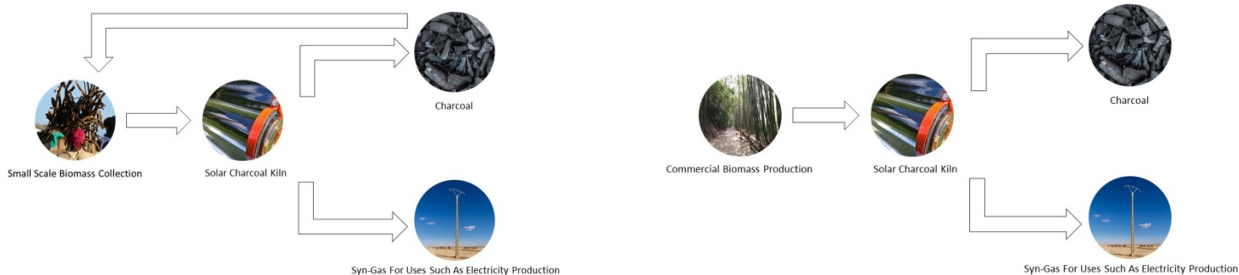 Charcoal
Small Scale Biomass Collection
Solar Charcoal Kiln
Syn-Gas For Uses Such As Electricity Production
Charcoal
Commercial Biomass Production
Solar Charcoal Kiln
Syn-Gas For Uses Such As Electricity Production